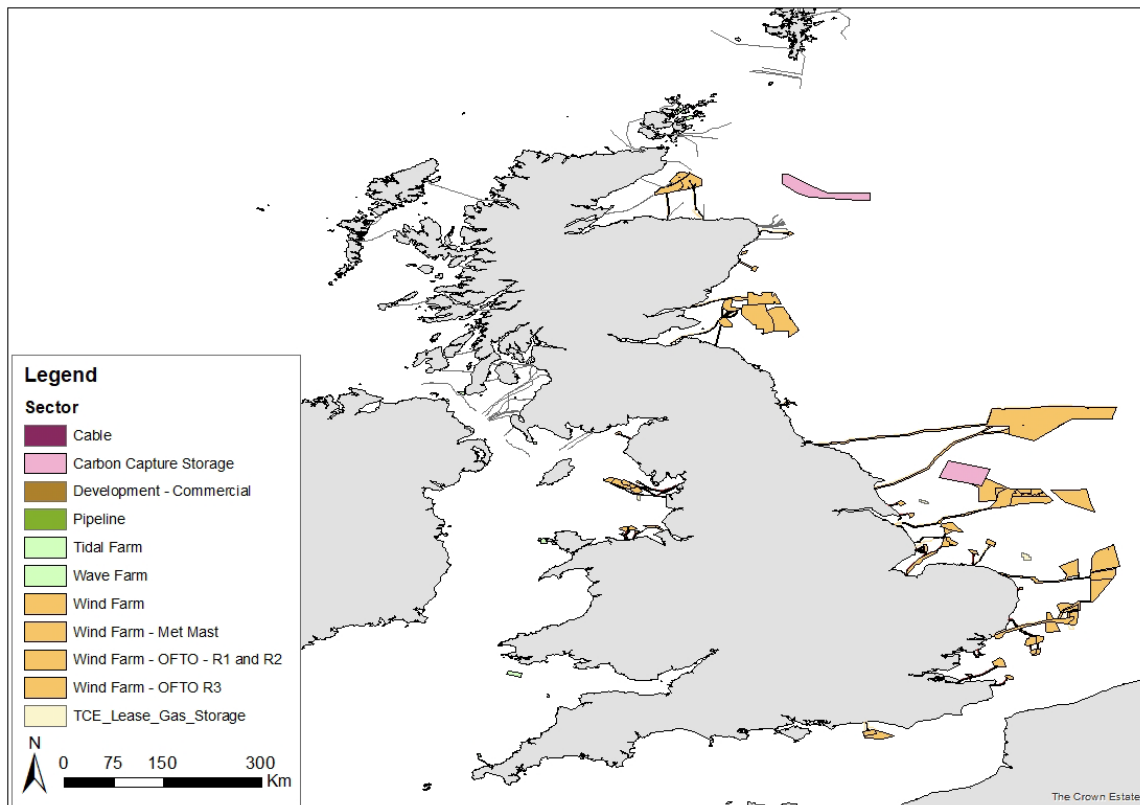 Legend
Sector
Cable
Carbon Capture Storage
Development - Commercial
Pipeline
Tidal Farm
Wave Farm
Wind Farm
Wind Farm - Met Mast
Wind Farm - OFTO - R1 and R2
Wind Farm - OFTO R3
TCE_Lease_Gas_Storage
N
0 75 150 300
Km
The Crown Estate